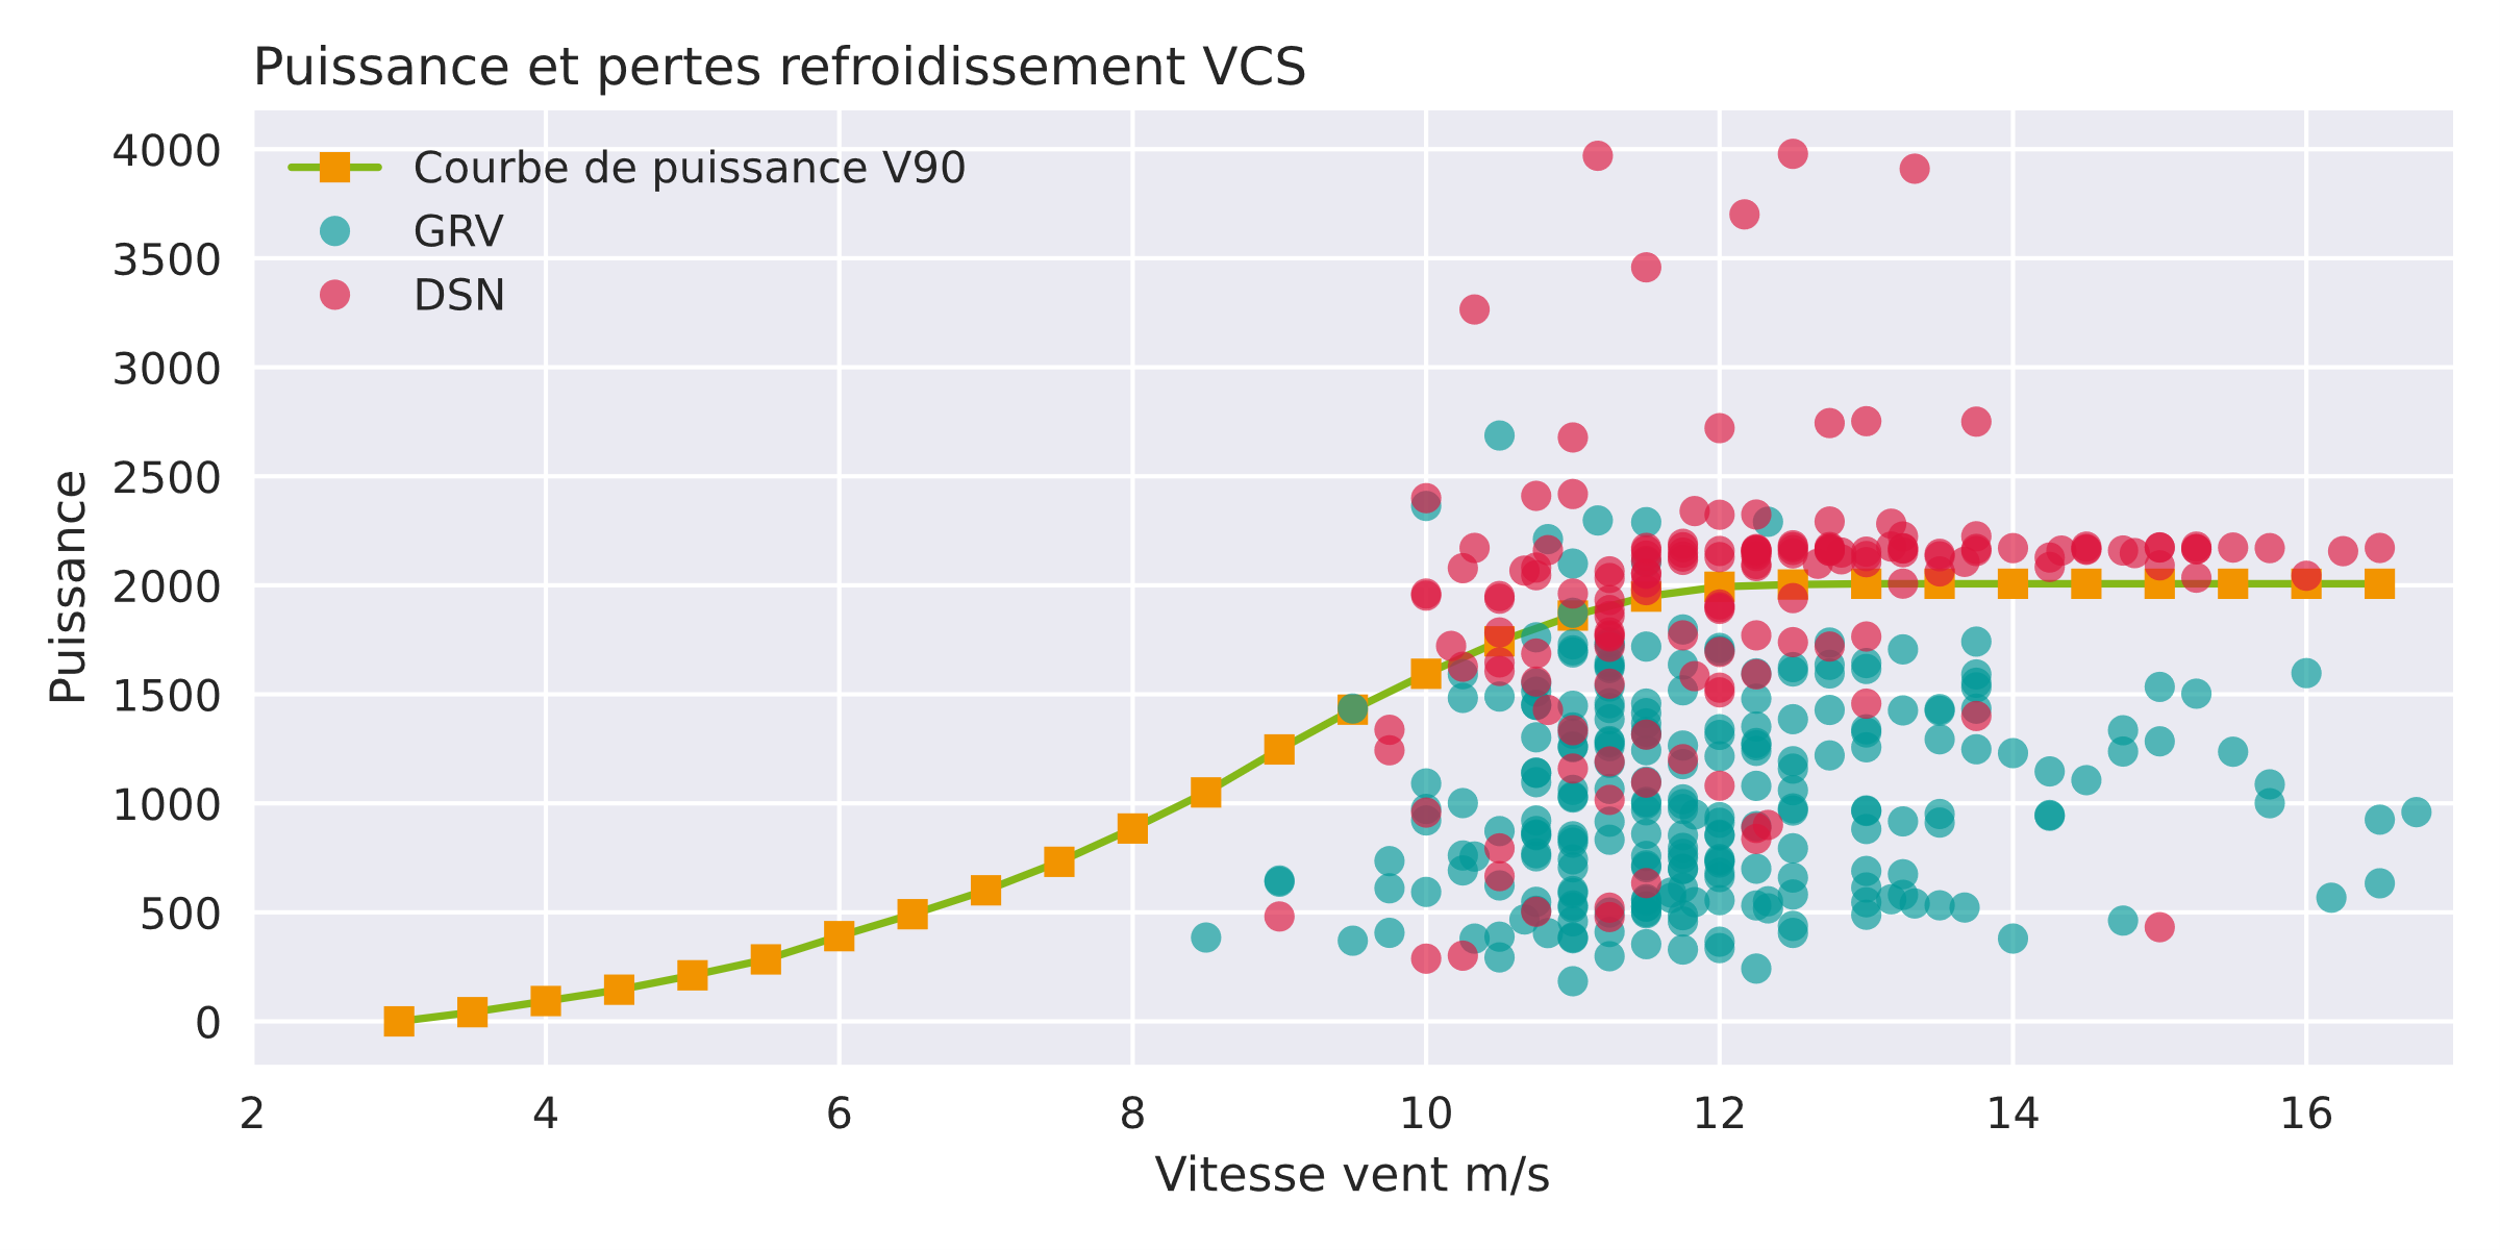 Puissance et pertes refroidissement VCS
4000
3500
3000
2500
2000
1500
1000
500
0
Courbe de puissance V90
GRV
DSN
Puissance
2 4 6 8 10 12 14 16
Vitesse vent m/s